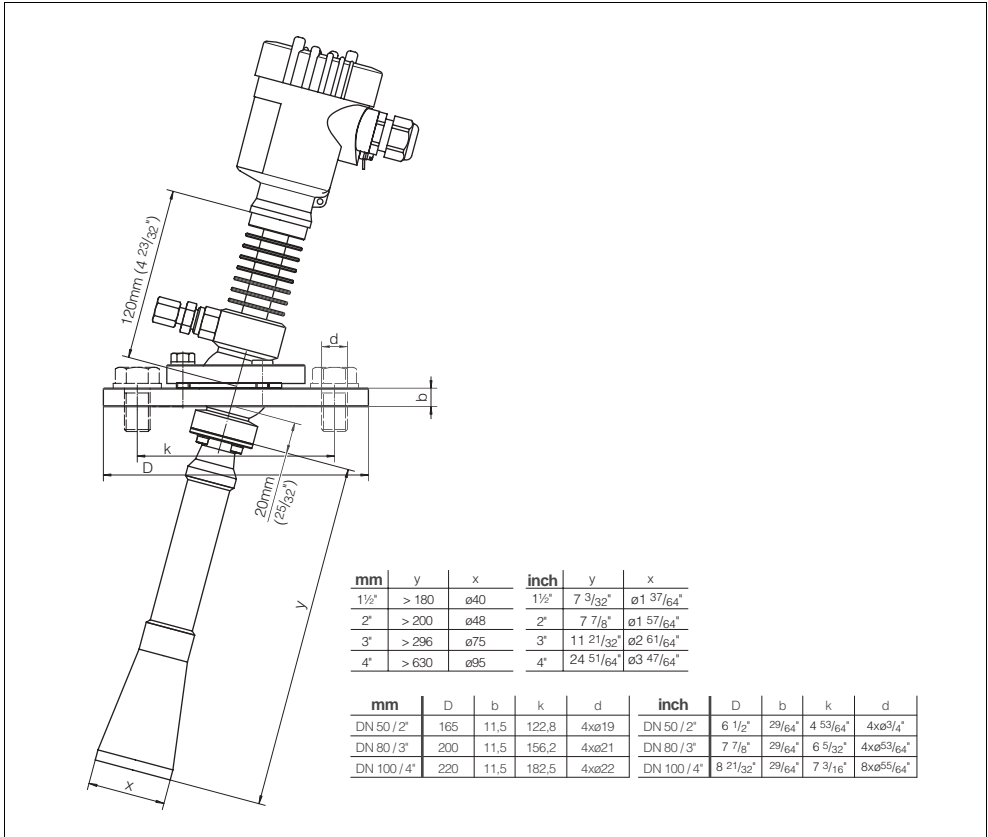 120mm (4 23/32")
d
b
k
D
20mm
(25/32")
y
x
mm y x
1½" > 180 ø40
2" > 200 ø48
3" > 296 ø75
4" > 630 ø95
inch y x
1½" 7 3/32" ø1 37/64"
2" 7 7/8" ø1 57/64"
3" 11 21/32" ø2 61/64"
4" 24 51/64" ø3 47/64"
mm D b k d
DN 50 / 2" 165 11,5 122,8 4xø19
DN 80 / 3" 200 11,5 156,2 4xø21
DN 100 / 4" 220 11,5 182,5 4xø22
inch D b k d
DN 50 / 2" 6 1/2" 29/64" 4 53/64" 4xø3/4"
DN 80 / 3" 7 7/8" 29/64" 6 5/32" 4xø53/64"
DN 100 / 4" 8 21/32" 29/64" 7 3/16" 8xø55/64"